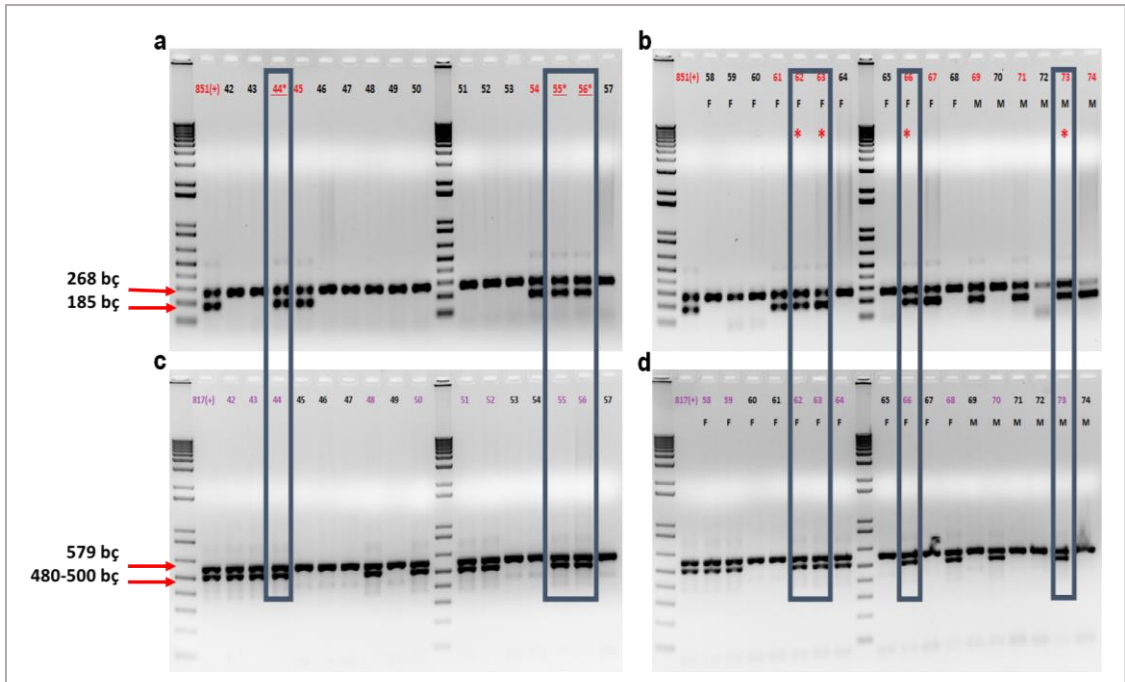 a
851(+) 42 43 44* 45 46 47 48 49 50 51 52 53 54 55* 56* 57
b
851(+) 58 59 60 61 62 63 64 65 66 67 68 69 70 71 72 73 74
F F F F F F F F F F M M M M M
* * * *
268 bç
185 bç
c
817(+) 42 43 44 45 46 47 48 49 50 51 52 53 54 55 56 57
d
817(+) 58 59 60 61 62 63 64 65 66 67 68 69 70 71 72 73 74
F F F F F F F F F F F M M M M M M
579 bç
480-500 bç